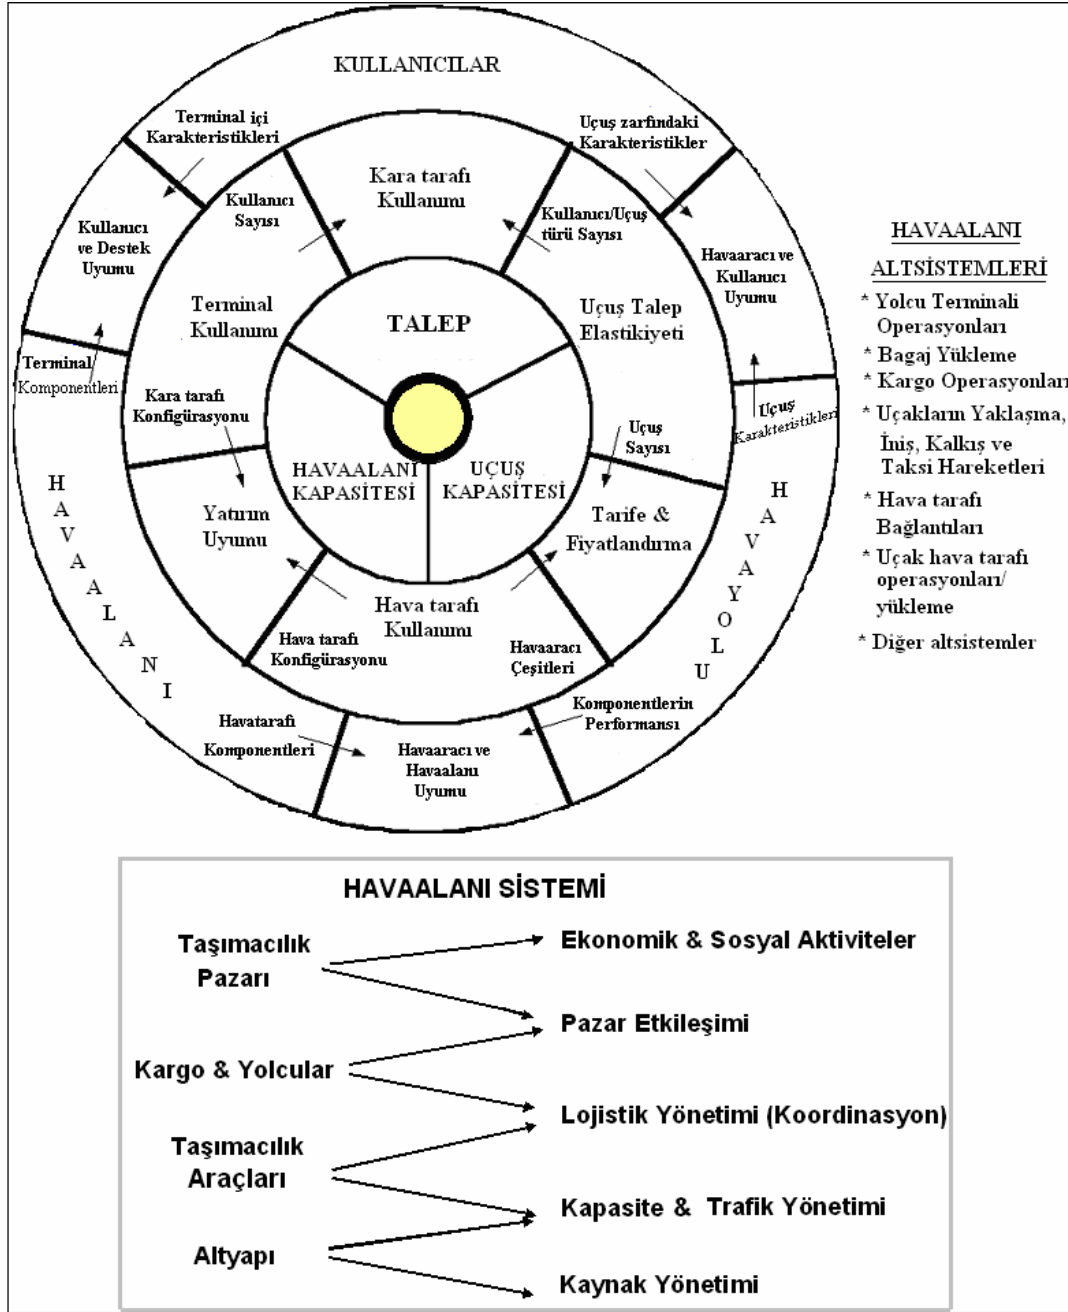 KULLANICILAR
Terminal içi
Karakteristikleri
Uçuş zarfındaki
Karakteristikler
Kullanıcı
ve Destek
Uyumu
Kullanıcı
Sayısı
Kara tarafı
Kullanımı
Kullanıcı/Uçuş
türü Sayısı
Havaaracı ve
Kullanıcı
Uyumu
Terminal
Kullanımı
TALEP
Uçuş Talep
Elastikiyeti
Terminal
Komponentleri
Kara tarafı
Konfigürasyonu
Uçuş
Karakteristikleri
Uçuş
Sayısı
HAVAALANI
KAPASİTESİ
UÇUŞ
KAPASİTESİ
HAVAALANI
HAVAYOLU
Yatırım
Uyumu
Tarife &
Fiyatlandırma
Hava tarafı
Kullanımı
Hava tarafı
Konfigürasyonu
Havaaracı
Çeşitleri
Havatarafı
Komponentleri
Komponentlerin
Performansı
Havaaracı ve
Havaalanı
Uyumu
HAVAALANI
ALTSİSTEMLERİ
* Yolcu Terminali
Operasyonları
* Bagaj Yükleme
* Kargo Operasyonları
* Uçakların Yaklaşma,
İniş, Kalkış ve
Taksi Hareketleri
* Hava tarafı
Bağlantıları
* Uçak hava tarafı
operasyonları/
yükleme
* Diğer altsistemler
HAVAALANI SİSTEMİ
Taşımacılık
Pazarı
Ekonomik & Sosyal Aktiviteler
Pazar Etkileşimi
Kargo & Yolcular
Lojistik Yönetimi (Koordinasyon)
Taşımacılık
Araçları
Kapasite & Trafik Yönetimi
Altyapı
Kaynak Yönetimi